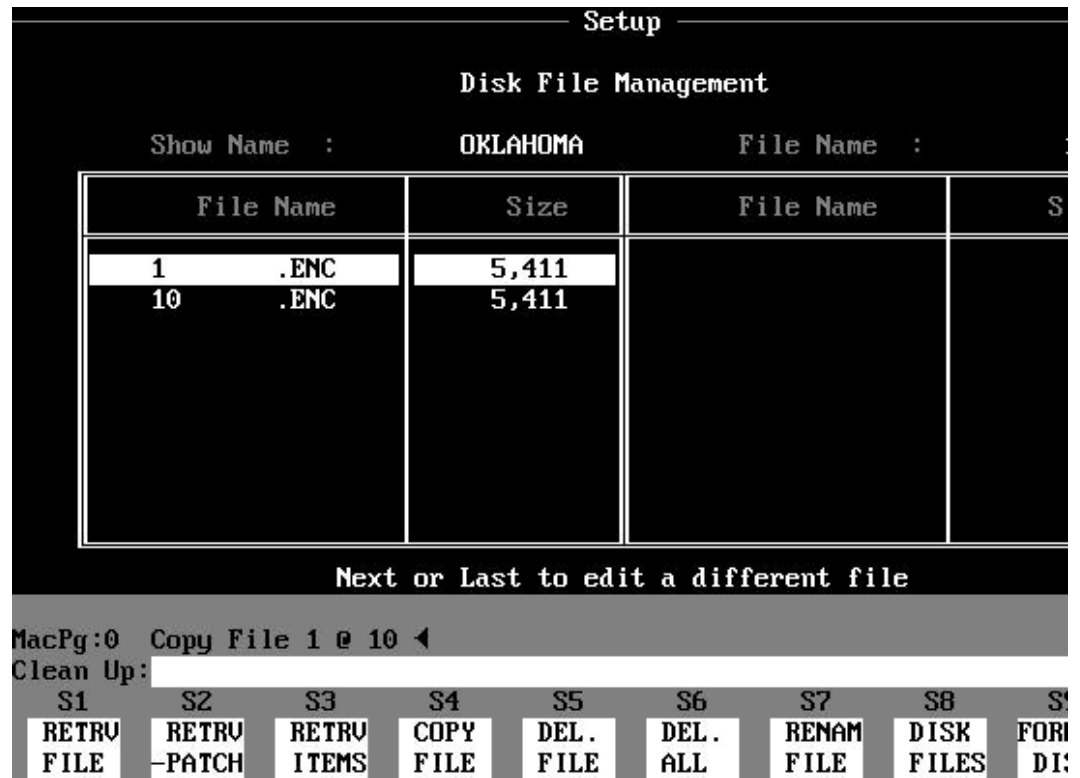 Setup
Disk File Management
Show Name : OKLAHOMA File Name :
File Name Size File Name S
1 .ENC 5,411
10 .ENC 5,411
Next or Last to edit a different file
MacPg:0 Copy File 1 @ 10 ◄
Clean Up:
S1 S2 S3 S4 S5 S6 S7 S8
RETRV RETRV RETRV COPY DEL. DEL. RENAM DISK
FILE -PATCH ITEMS FILE FILE ALL FILE FILES